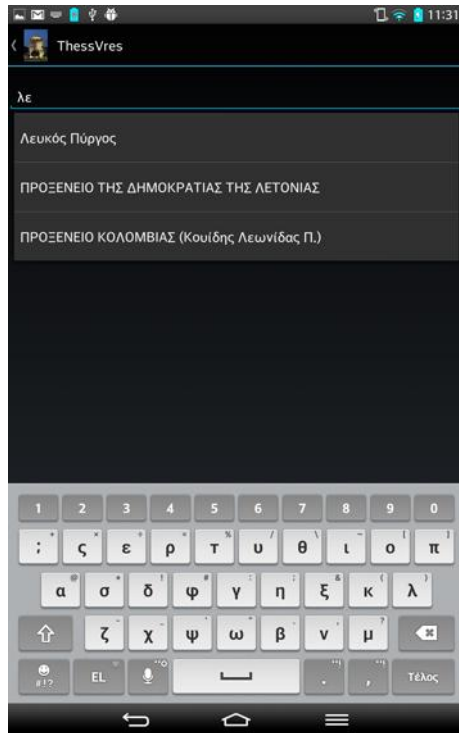 11:31
ThessVres
λε
Λευκός Πύργος
ΠΡΟΞΕΝΕΙΟ ΤΗΣ ΔΗΜΟΚΡΑΤΙΑΣ ΤΗΣ ΛΕΤΟΝΙΑΣ
ΠΡΟΞΕΝΕΙΟ ΚΟΛΟΜΒΙΑΣ (Κουίδης Λεωνίδας Π.)
1 2 3 4 5 6 7 8 9 0
; ς ε ρ τ υ θ ι ο π
α σ δ φ γ η ξ κ λ
ζ χ ψ ω β ν μ
#!? EL . , Τέλος